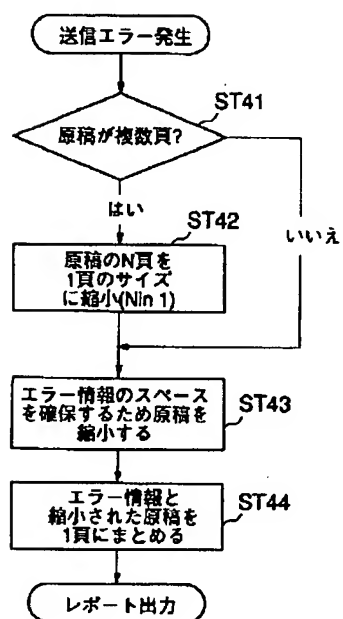 送信エラー発生
ST41
原稿が複数頁?
はい
いいえ
ST42
原稿のN頁を
1頁のサイズ
に縮小(Nin 1)
エラー情報のスペース
を確保するため原稿を
縮小する
ST43
エラー情報と
縮小された原稿を
1頁にまとめる
ST44
レポート出力